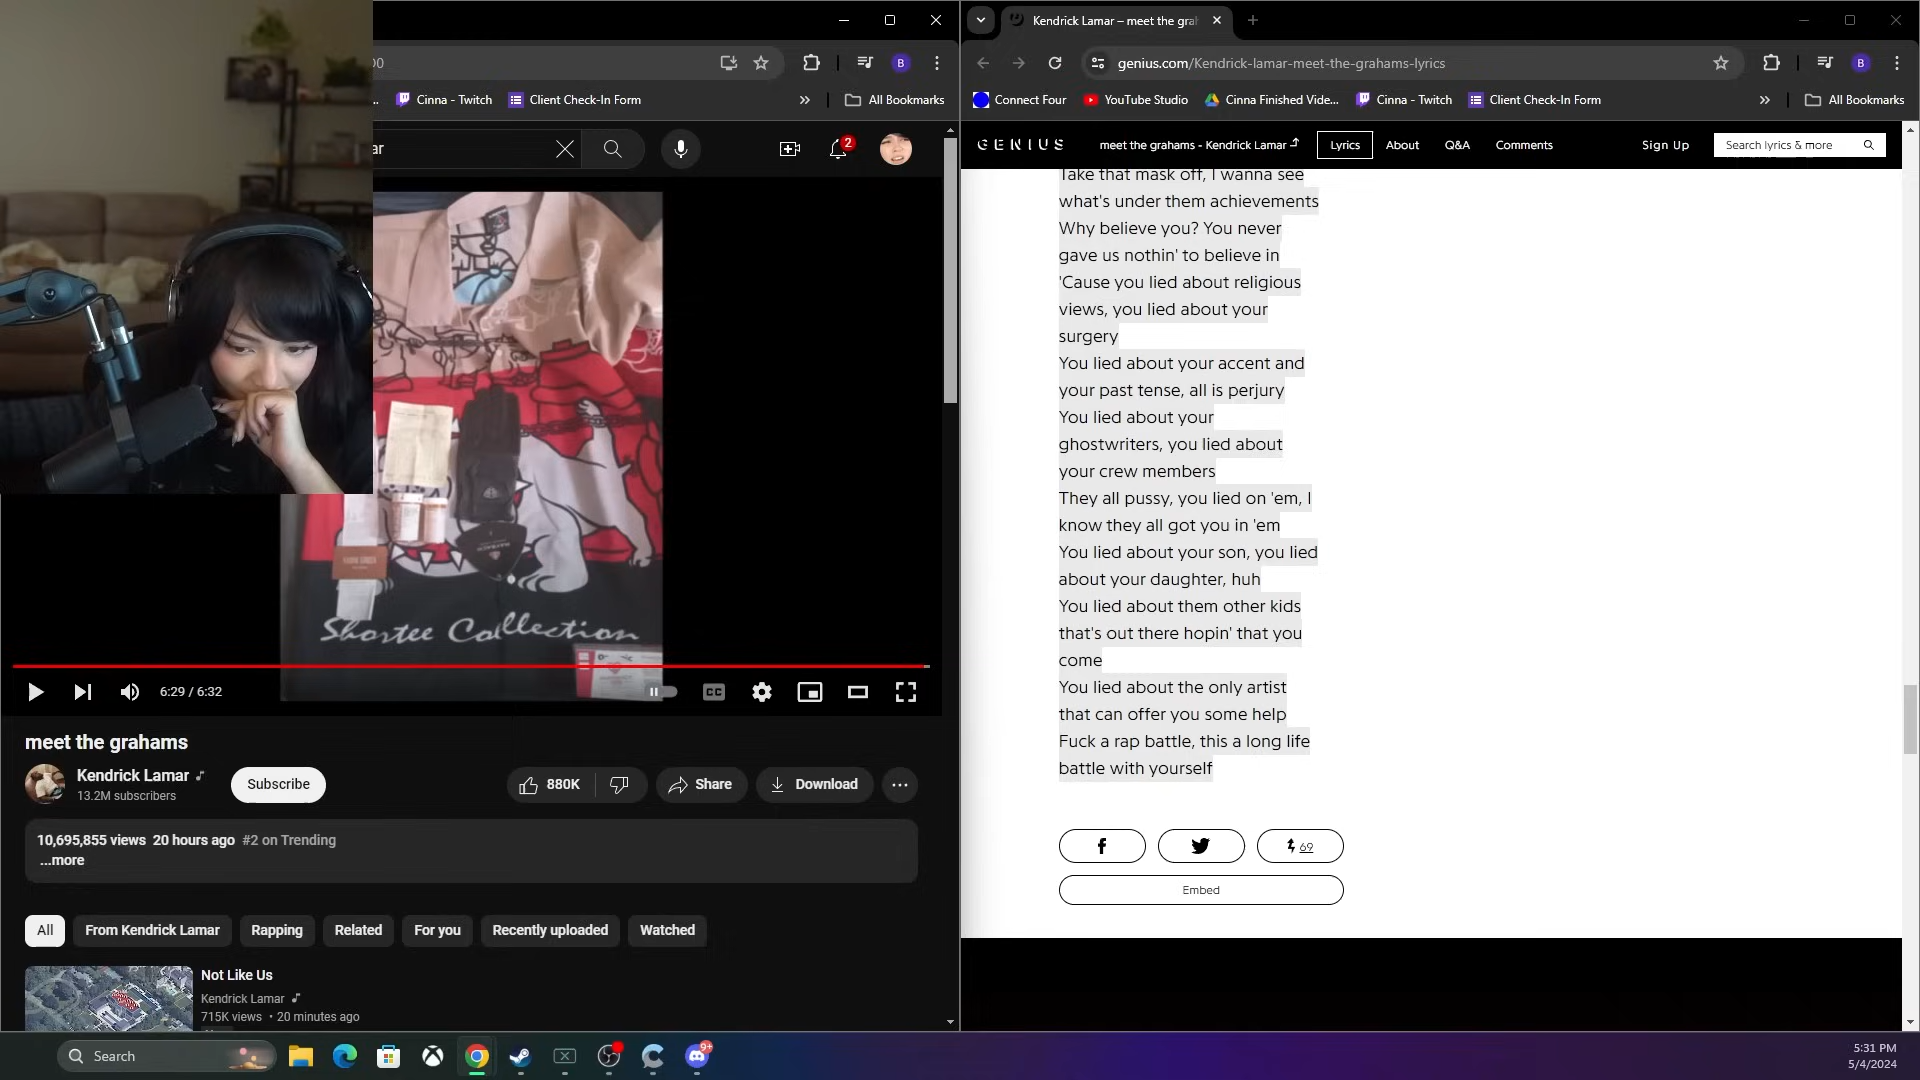 00
Cinna - Twitch
Client Check-In Form
»
All Bookmarks
ar
2
Shortee Collection
6:29 / 6:32
CC
meet the grahams
Kendrick Lamar
13.2M subscribers
Subscribe
880K
Share
Download
10,695,855 views 20 hours ago #2 on Trending
...more
All
From Kendrick Lamar
Rapping
Related
For you
Recently uploaded
Watched
Not Like Us
Kendrick Lamar
715K views • 20 minutes ago
Kendrick Lamar – meet the gra
genius.com/Kendrick-lamar-meet-the-grahams-lyrics
B
Connect Four
YouTube Studio
Cinna Finished Vide...
Cinna - Twitch
Client Check-In Form
»
All Bookmarks
GENIUS
meet the grahams - Kendrick Lamar
Lyrics
About
Q&A
Comments
Sign Up
Search lyrics & more
Take that mask off, I wanna see
what's under them achievements
Why believe you? You never
gave us nothin' to believe in
'Cause you lied about religious
views, you lied about your
surgery
You lied about your accent and
your past tense, all is perjury
You lied about your
ghostwriters, you lied about
your crew members
They all pussy, you lied on 'em, I
know they all got you in 'em
You lied about your son, you lied
about your daughter, huh
You lied about them other kids
that's out there hopin' that you
come
You lied about the only artist
that can offer you some help
Fuck a rap battle, this a long life
battle with yourself
69
Embed
Search
9+
5:31 PM
5/4/2024